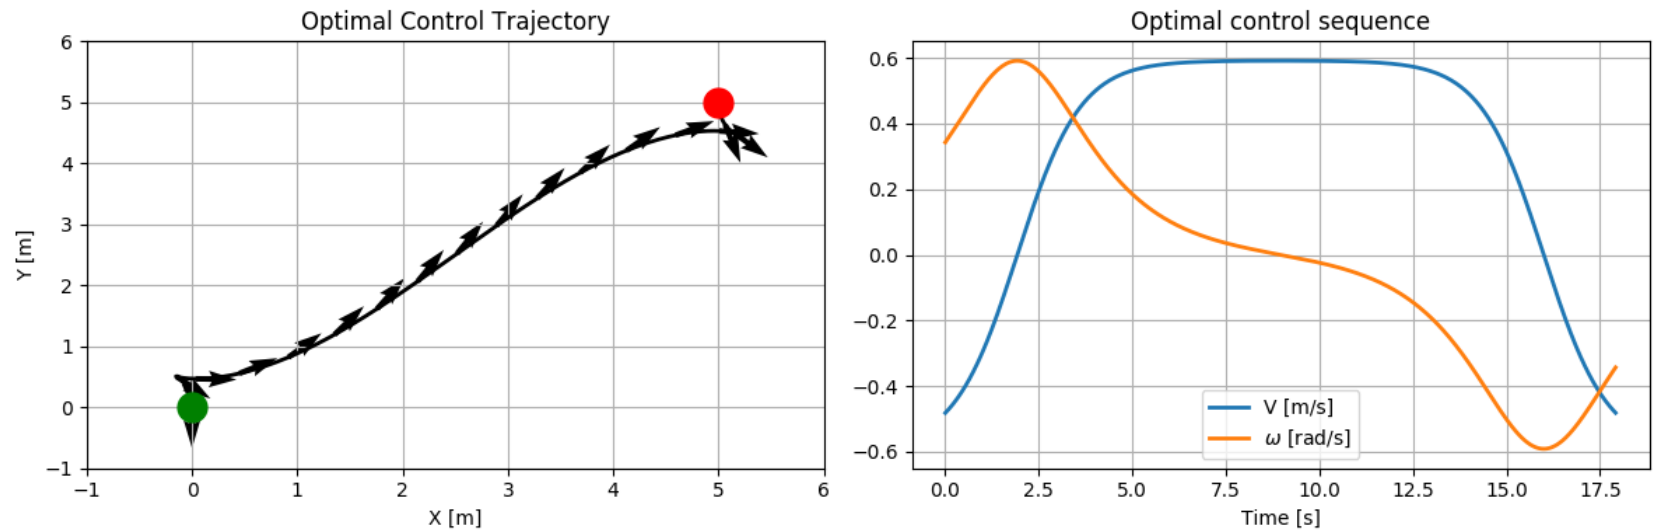 Optimal Control Trajectory
6
5
4
3
2
1
0
−1
Y [m]
−1 0 1 2 3 4 5 6
X [m]
Optimal control sequence
0.6
0.4
0.2
0.0
−0.2
−0.4
−0.6
V [m/s]
ω [rad/s]
0.0 2.5 5.0 7.5 10.0 12.5 15.0 17.5
Time [s]